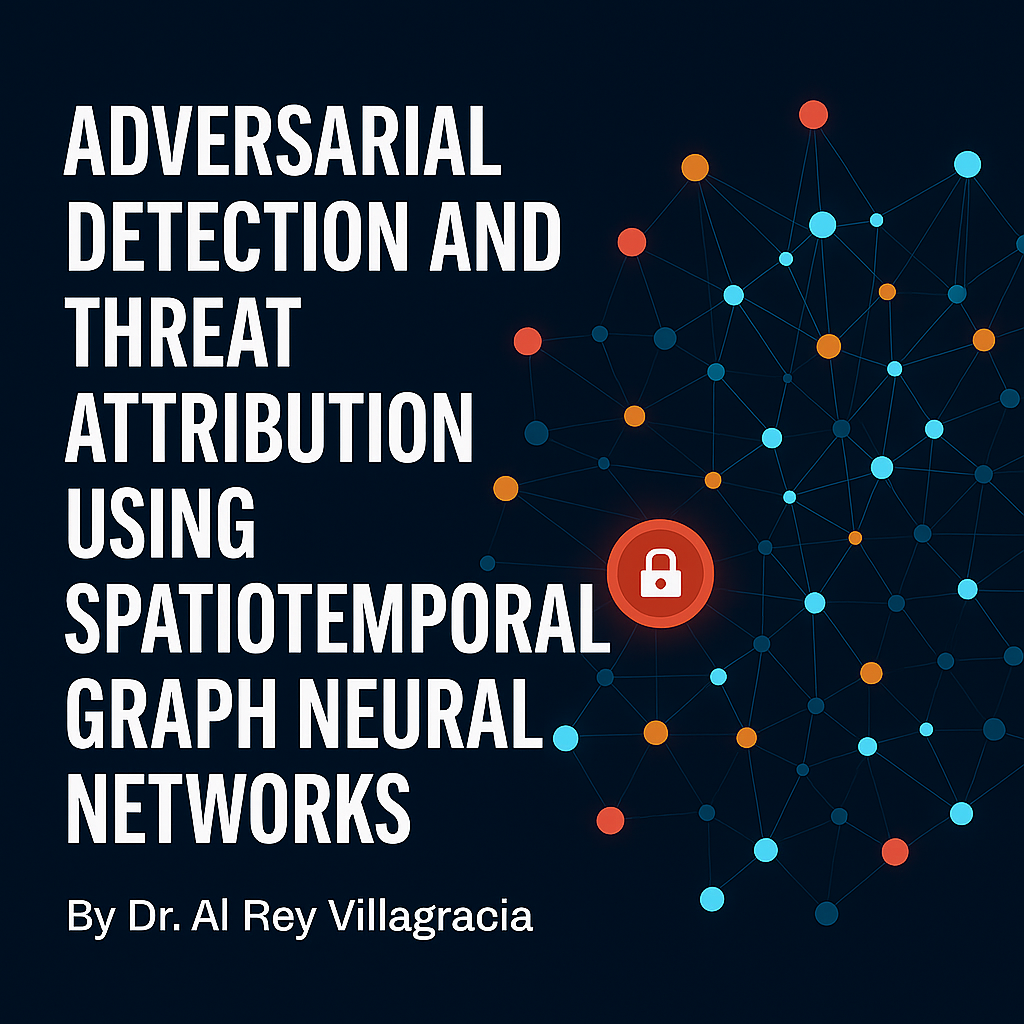 ADVERSARIAL
DETECTION AND
THREAT
ATTRIBUTION
USING
SPATIOTEMPORAL
GRAPH NEURAL
NETWORKS
By Dr. Al Rey Villagracia